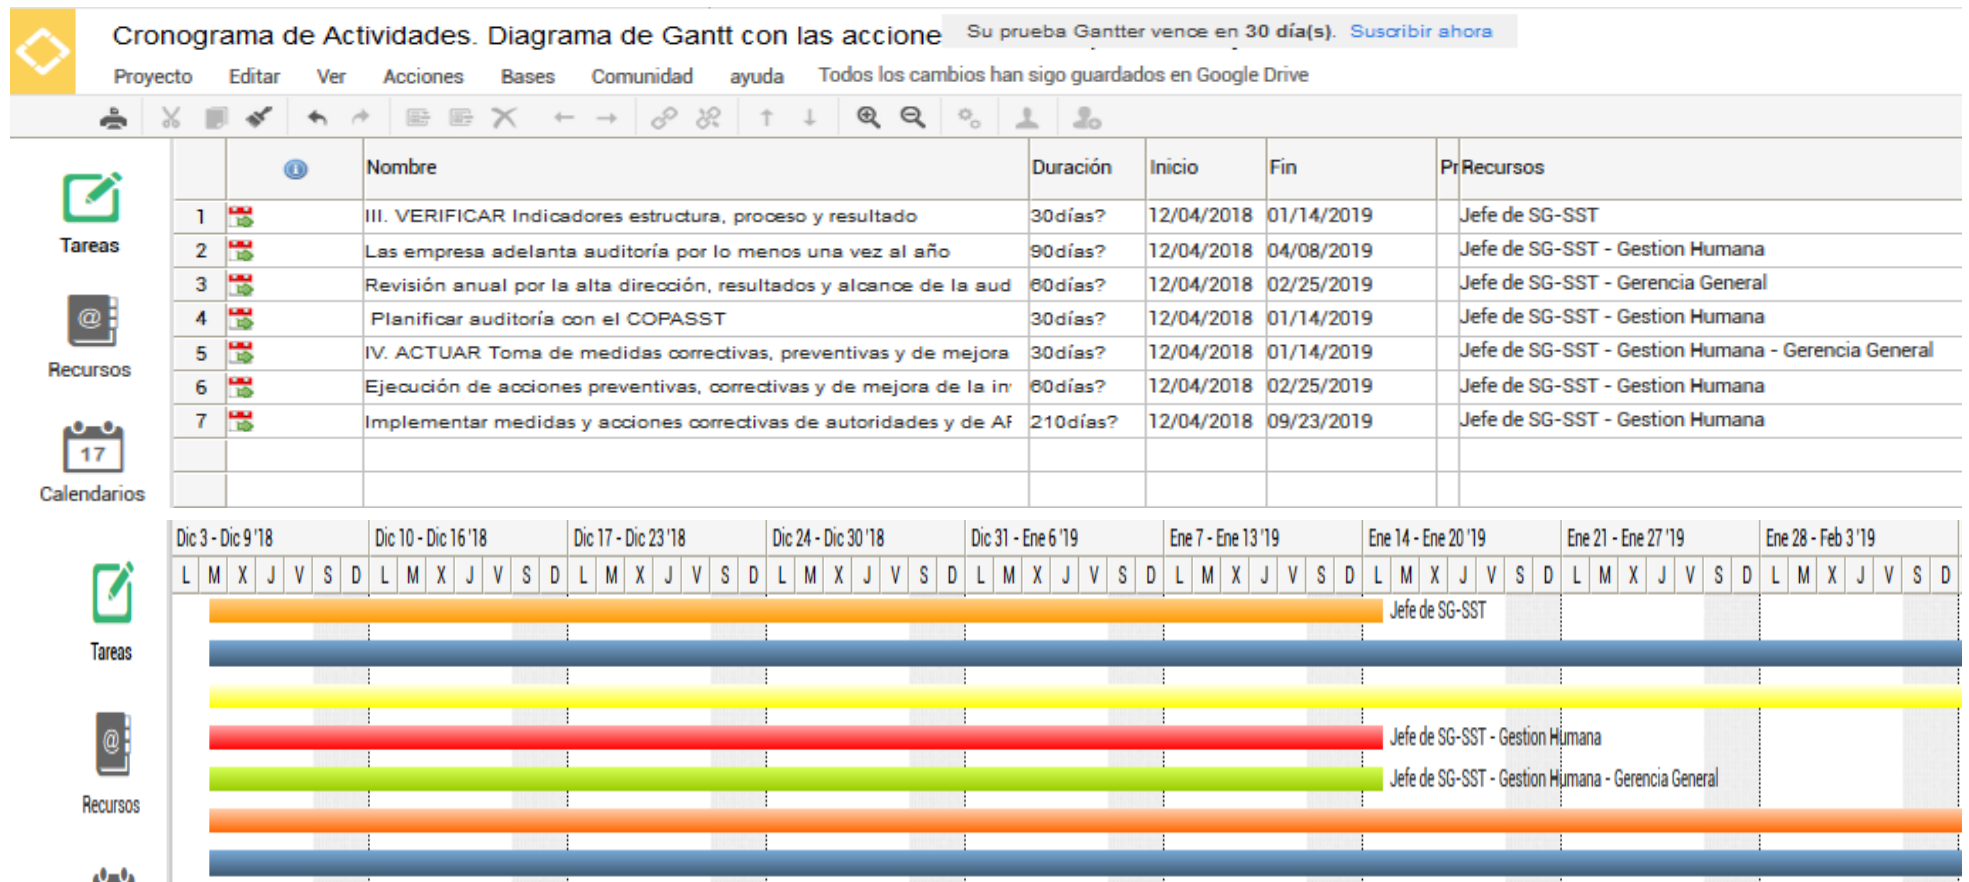 Cronograma de Actividades. Diagrama de Gantt con las accione
Su prueba Gantter vence en 30 día(s). Suscribir ahora
Proyecto Editar Ver Acciones Bases Comunidad ayuda Todos los cambios han sigo guardados en Google Drive
Nombre Duración Inicio Fin Pr Recursos
1 III. VERIFICAR Indicadores estructura, proceso y resultado 30días? 12/04/2018 01/14/2019 Jefe de SG-SST
2 Las empresa adelanta auditoría por lo menos una vez al año 90días? 12/04/2018 04/08/2019 Jefe de SG-SST - Gestion Humana
3 Revisión anual por la alta dirección, resultados y alcance de la aud 60días? 12/04/2018 02/25/2019 Jefe de SG-SST - Gerencia General
4 Planificar auditoría con el COPASST 30días? 12/04/2018 01/14/2019 Jefe de SG-SST - Gestion Humana
5 IV. ACTUAR Toma de medidas correctivas, preventivas y de mejora 30días? 12/04/2018 01/14/2019 Jefe de SG-SST - Gestion Humana - Gerencia General
6 Ejecución de acciones preventivas, correctivas y de mejora de la in 60días? 12/04/2018 02/25/2019 Jefe de SG-SST - Gestion Humana
7 Implementar medidas y acciones correctivas de autoridades y de 210días? 12/04/2018 09/23/2019 Jefe de SG-SST - Gestion Humana
Tareas
@
Recursos
17
Calendarios
Dic 3 - Dic 9 '18 Dic 10 - Dic 16 '18 Dic 17 - Dic 23 '18 Dic 24 - Dic 30 '18 Dic 31 - Ene 6 '19 Ene 7 - Ene 13 '19 Ene 14 - Ene 20 '19 Ene 21 - Ene 27 '19 Ene 28 - Feb 3 '19
L M X J V S D L M X J V S D L M X J V S D L M X J V S D L M X J V S D L M X J V S D L M X J V S D L M X J V S D L M X J V S D
Jefe de SG-SST
Jefe de SG-SST - Gestion Humana
Jefe de SG-SST - Gestion Humana - Gerencia General
Tareas
@
Recursos